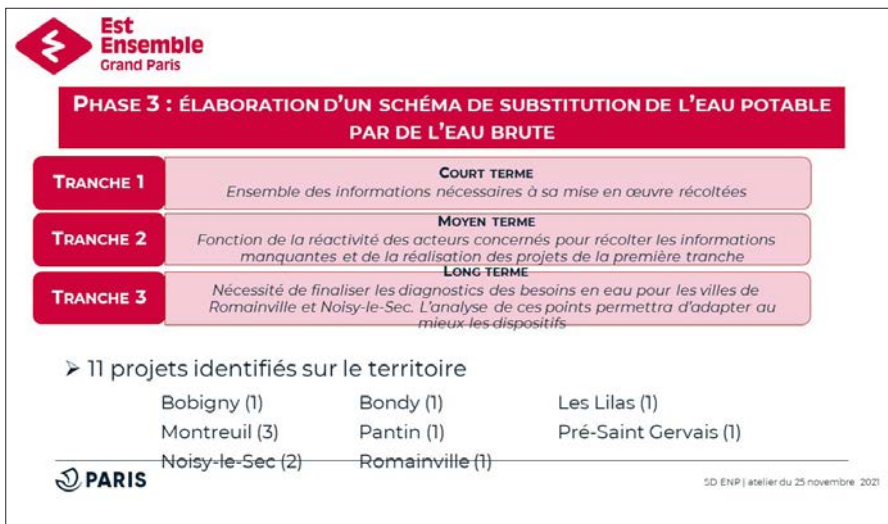 Est
Ensemble
Grand Paris
PHASE 3 : ÉLABORATION D'UN SCHÉMA DE SUBSTITUTION DE L'EAU POTABLE
PAR DE L'EAU BRUTE
TRANCHE 1
COURT TERME
Ensemble des informations nécessaires à sa mise en œuvre récoltées
TRANCHE 2
MOYEN TERME
Fonction de la réactivité des acteurs concernés pour récolter les informations
manquantes et de la réalisation des projets de la première tranche
TRANCHE 3
LONG TERME
Nécessité de finaliser les diagnostics des besoins en eau pour les villes de
Romainville et Noisy-le-Sec. L'analyse de ces points permettra d'adapter au
mieux les dispositifs
➢ 11 projets identifiés sur le territoire
Bobigny (1) Bondy (1) Les Lilas (1)
Montreuil (3) Pantin (1) Pré-Saint Gervais (1)
Noisy-le-Sec (2) Romainville (1)
PARIS
SD ENP | atelier du 25 novembre 2021